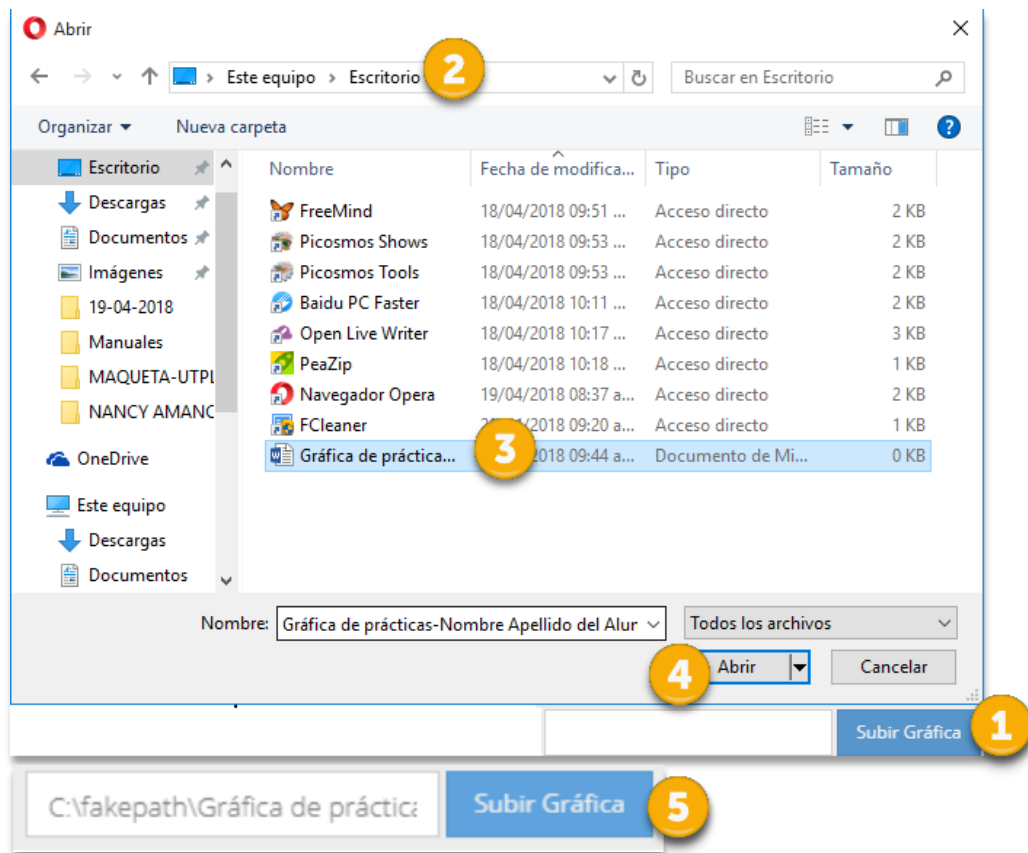 Abrir
Este equipo > Escritorio 2
Buscar en Escritorio
Organizar
Nueva carpeta
Escritorio
Descargas
Documentos
Imágenes
19-04-2018
Manuales
MAQUETA-UTPL
NANCY AMANC
OneDrive
Este equipo
Descargas
Documentos
Nombre Fecha de modifica... Tipo Tamaño
FreeMind 18/04/2018 09:51 ... Acceso directo 2 KB
Picosmos Shows 18/04/2018 09:53 ... Acceso directo 2 KB
Picosmos Tools 18/04/2018 09:53 ... Acceso directo 2 KB
Baidu PC Faster 18/04/2018 10:11 ... Acceso directo 2 KB
Open Live Writer 18/04/2018 10:17 ... Acceso directo 3 KB
PeaZip 18/04/2018 10:18 ... Acceso directo 1 KB
Navegador Opera 19/04/2018 08:37 a... Acceso directo 2 KB
FCleaner 09:20 a... Acceso directo 1 KB
Gráfica de práctica... 3 2018 09:44 a... Documento de Mi... 0 KB
Nombre: Gráfica de prácticas-Nombre Apellido del Alur Todos los archivos
4 Abrir Cancelar
Subir Gráfica 1
C:\fakepath\Gráfica de práctica Subir Gráfica 5